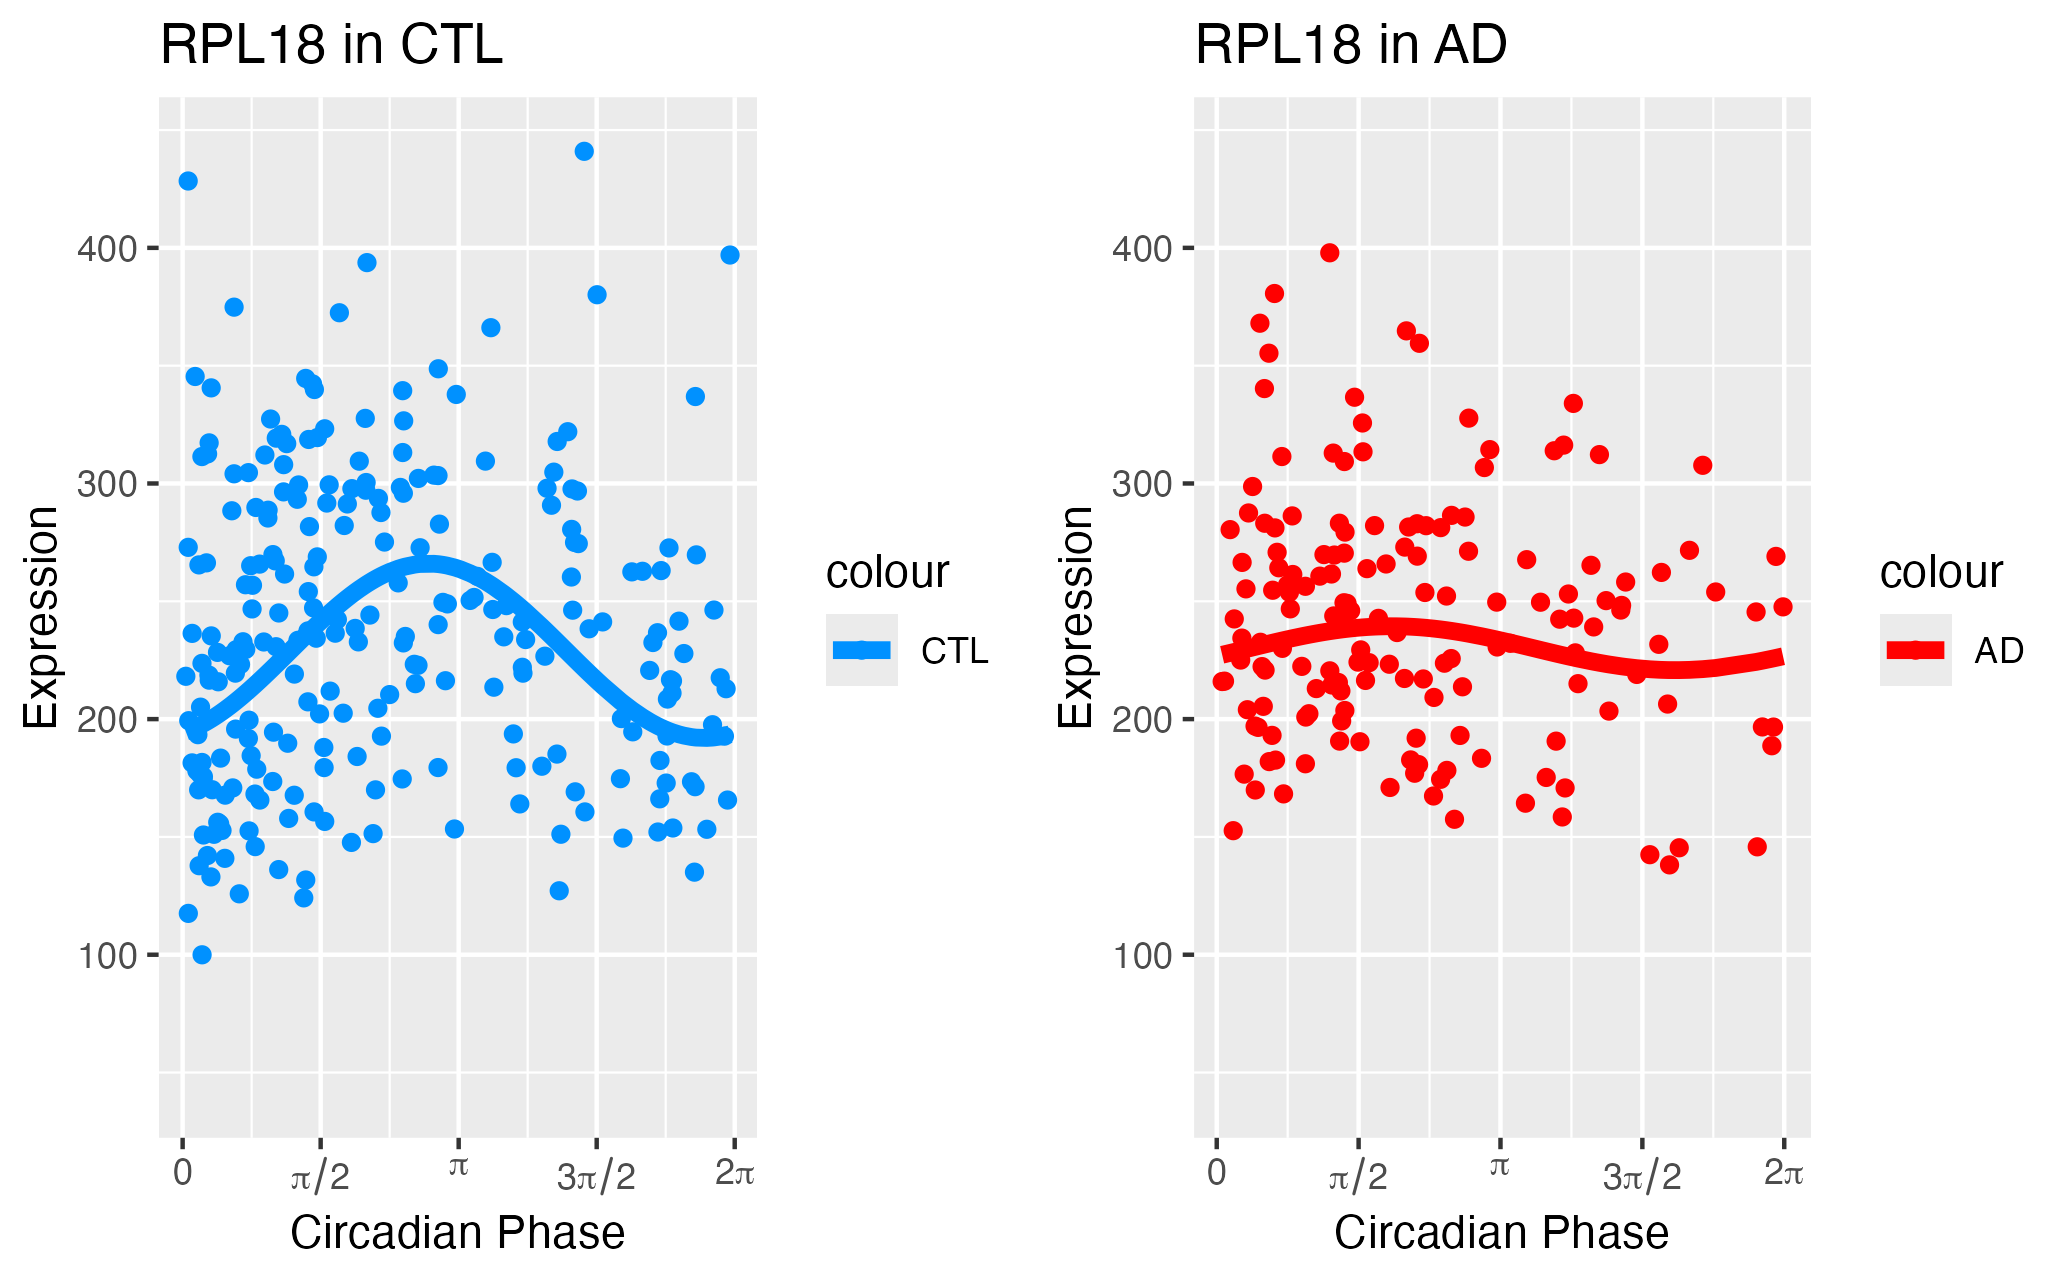 RPL18 in CTL
Expression
400
300
200
100
0 π/2 π 3π/2 2π
Circadian Phase
colour
CTL
RPL18 in AD
Expression
400
300
200
100
0 π/2 π 3π/2 2π
Circadian Phase
colour
AD